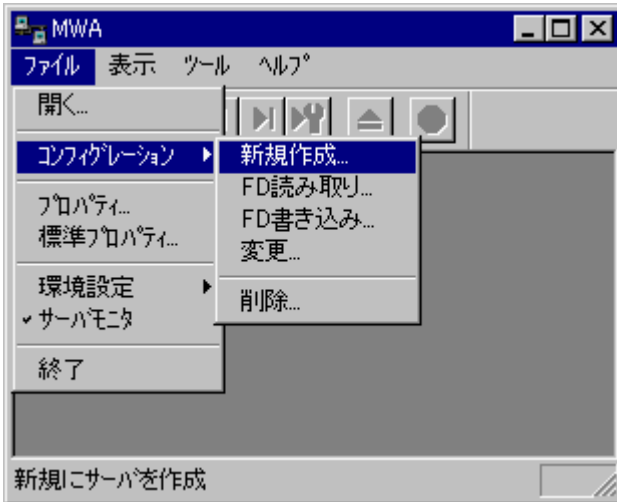 MWA
ファイル 表示 ツール ヘルプ
開く...
コンフィグレーション
プロパティ...
標準プロパティ...
環境設定
サーバモニタ
終了
新規作成...
FD読み取り...
FD書き込み...
変更...
削除...
新規にサーバを作成